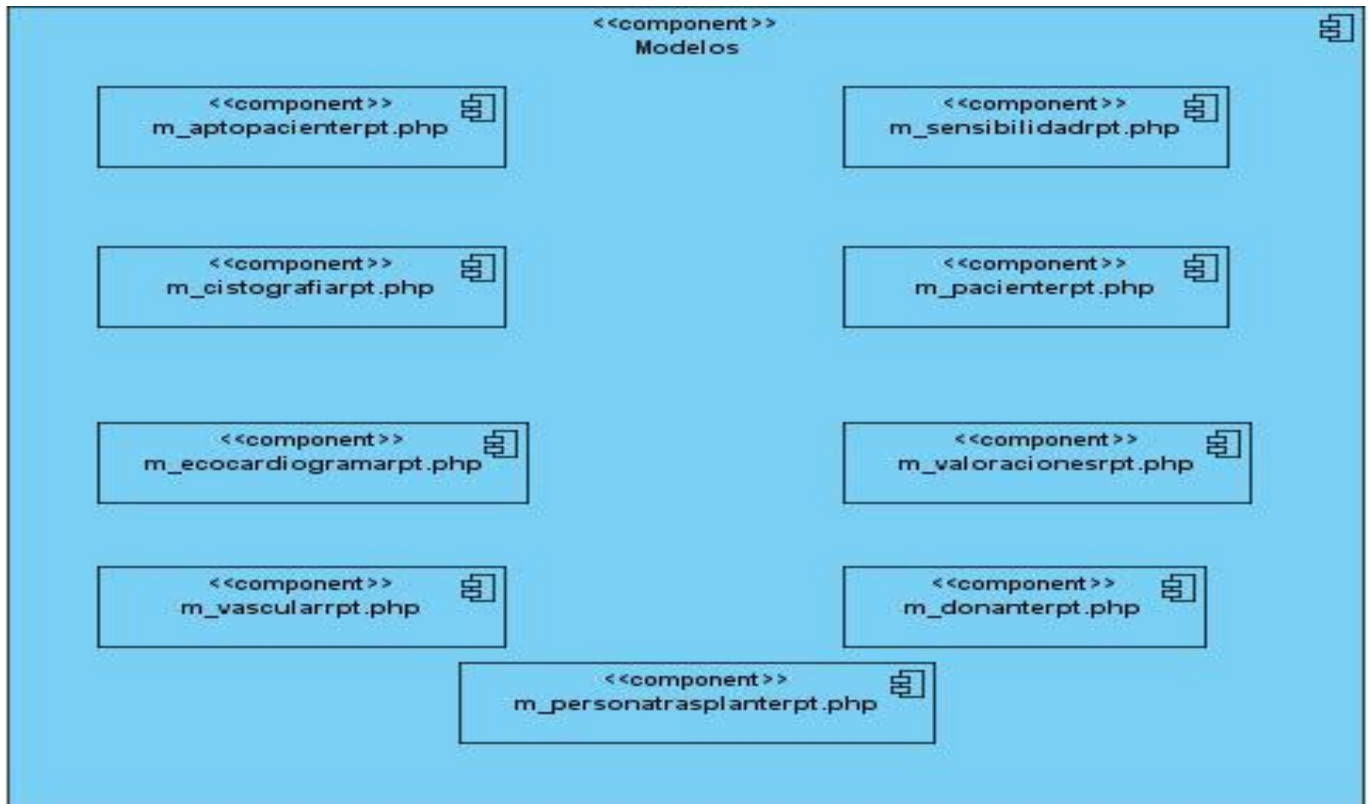 <<component>>
Modelos
<<component>>
m_aptopacienterpt.php
<<component>>
m_sensibilidadrpt.php
<<component>>
m_cistografiarpt.php
<<component>>
m_pacienterpt.php
<<component>>
m_ecocardiogramarpt.php
<<component>>
m_valoracionesrpt.php
<<component>>
m_vascularrpt.php
<<component>>
m_donanterpt.php
<<component>>
m_personatrasplanterpt.php